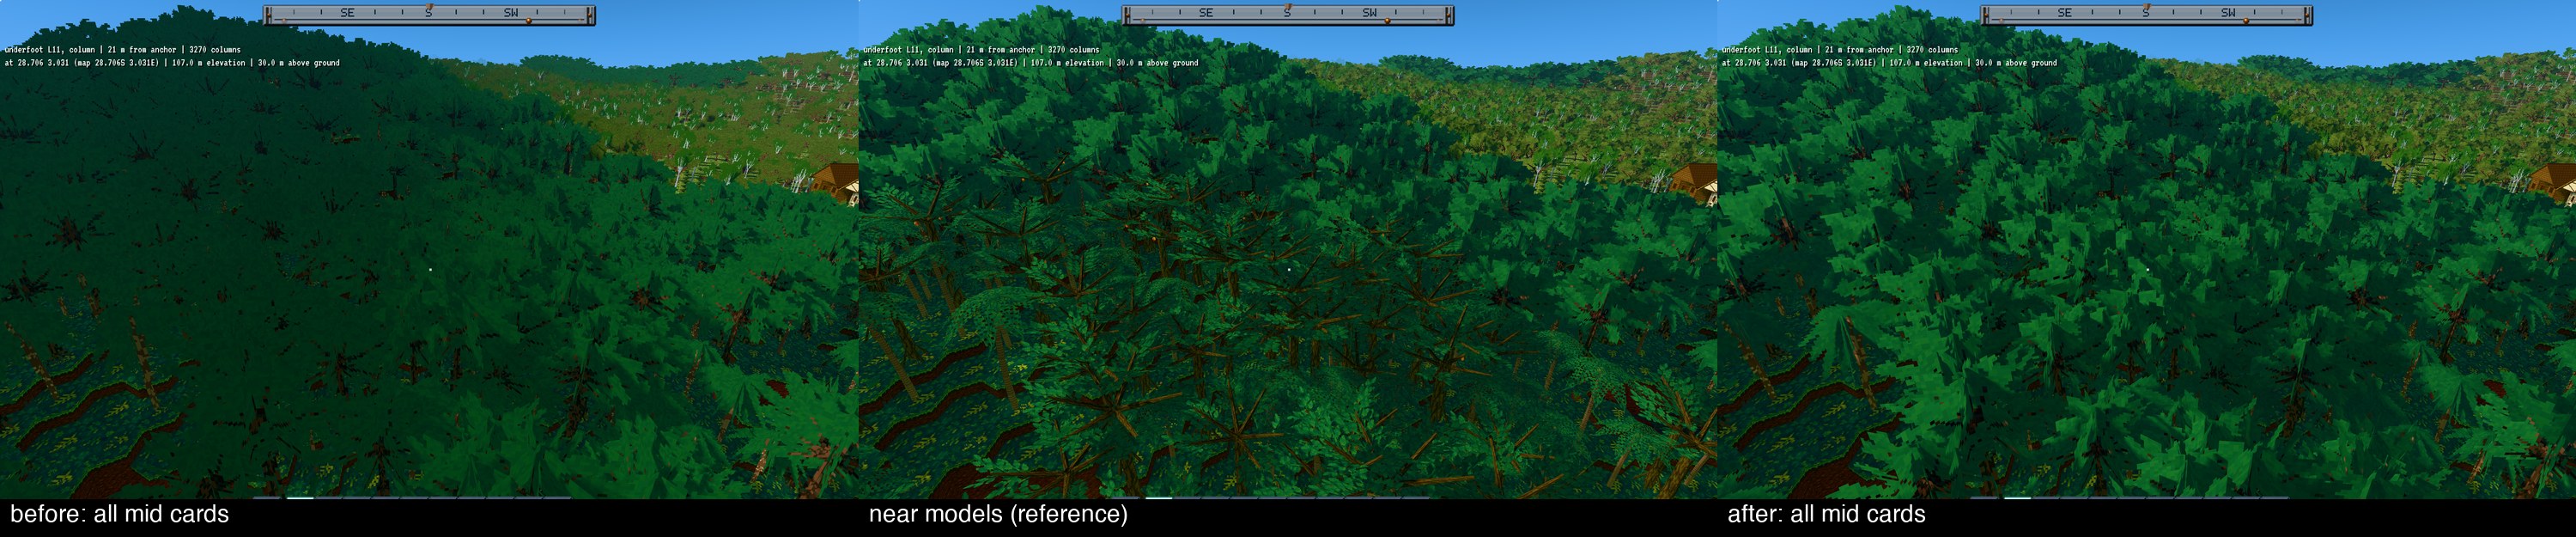 SE S SW
underfoot L11, column | 21 m from anchor | 3270 columns
at 28.706 3.031 (map 28.706S 3.031E) | 107.0 m elevation | 30.0 m above ground
before: all mid cards
SE S SW
underfoot L11, column | 21 m from anchor | 3270 columns
at 28.706 3.031 (map 28.706S 3.031E) | 107.0 m elevation | 30.0 m above ground
near models (reference)
SE S SW
underfoot L11, column | 21 m from anchor | 3270 columns
at 28.706 3.031 (map 28.706S 3.031E) | 107.0 m elevation | 30.0 m above ground
after: all mid cards